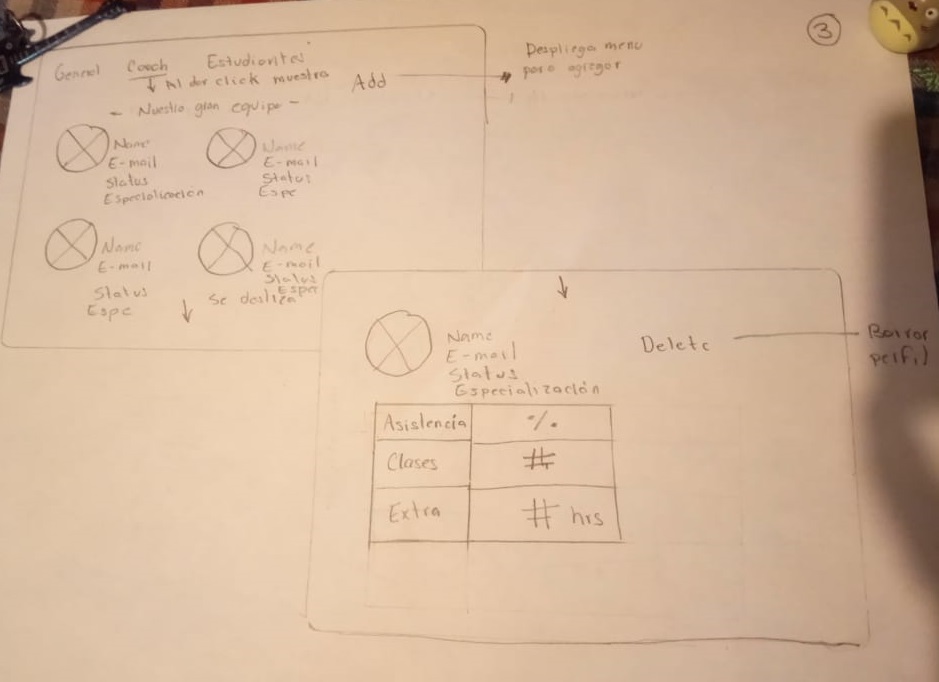 3
General Coach Estudiantes
↓ Al dar click muestra
Add
Despliega menu
para agregar
- Nuestro gran equipo -
Name
E-mail
Status
Especialización
Name
E-mail
Status
Espe
Name
E-mail
Status
Espe
Name
E-mail
Status
Espe
↓ Se desliza
Name
E-mail
Status
Especialización
Delete
Borrar
perfil
Asistencia %
Clases #
Extra # hrs